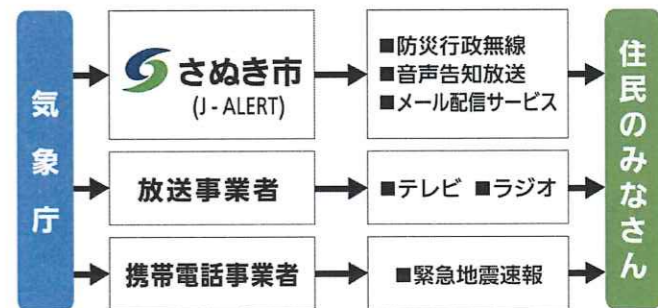 気象庁
さぬき市
(J-ALERT)
■防災行政無線
■音声告知放送
■メール配信サービス
放送事業者
■テレビ ■ラジオ
携帯電話事業者
■緊急地震速報
住民のみなさん